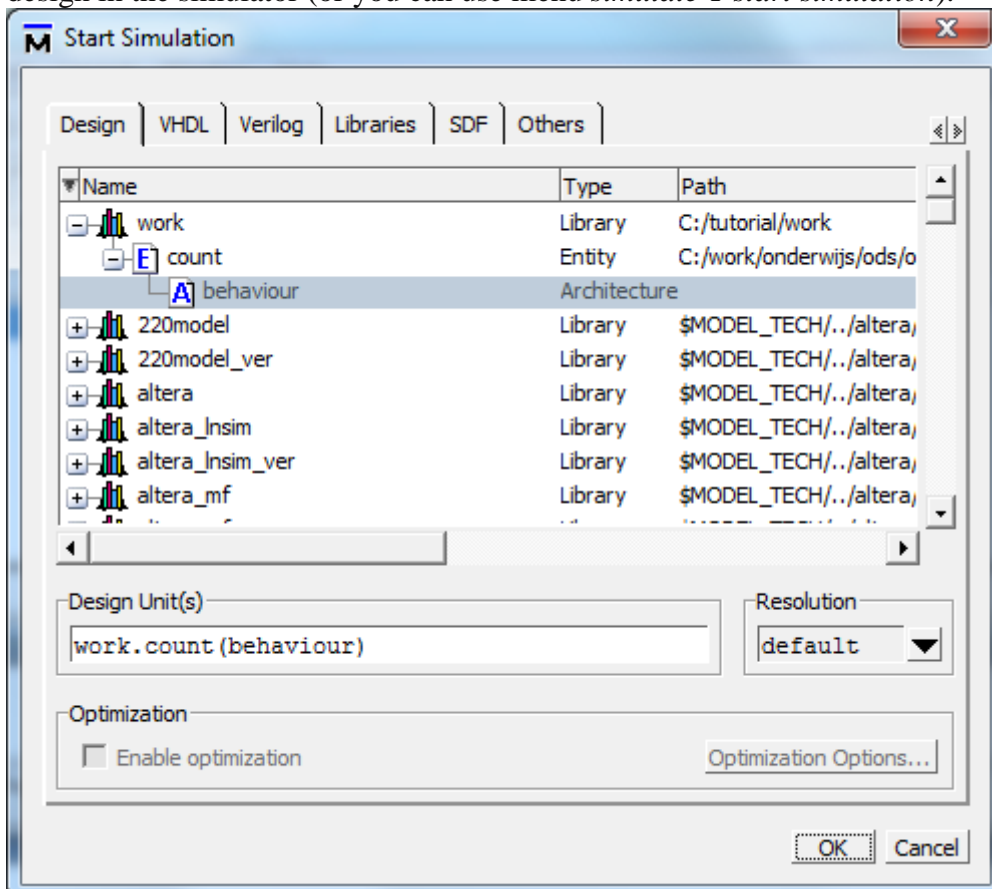 design in the simulator (or you can use menu simulate-1 start simulation).
Start Simulation
Design VHDL Verilog Libraries SDF Others
Name Type Path
work Library C:/tutorial/work
count Entity C:/work/onderwijs/ods/o
behaviour Architecture
220model Library $MODEL_TECH/../altera/
220model_ver Library $MODEL_TECH/../altera/
altera Library $MODEL_TECH/../altera/
altera_lnsim Library $MODEL_TECH/../altera/
altera_lnsim_ver Library $MODEL_TECH/../altera/
altera_mf Library $MODEL_TECH/../altera/
Design Unit(s) Resolution
work.count(behaviour) default
Optimization
Enable optimization Optimization Options...
OK Cancel